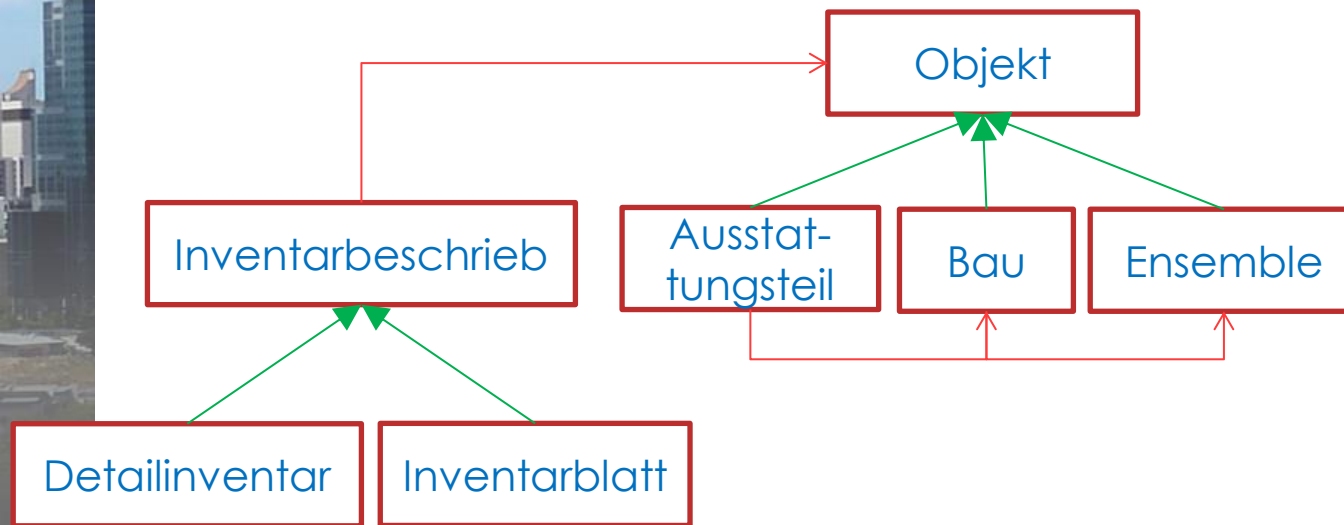 Objekt
Inventarbeschrieb
Ausstat-
tungsteil
Bau
Ensemble
Detailinventar
Inventarblatt